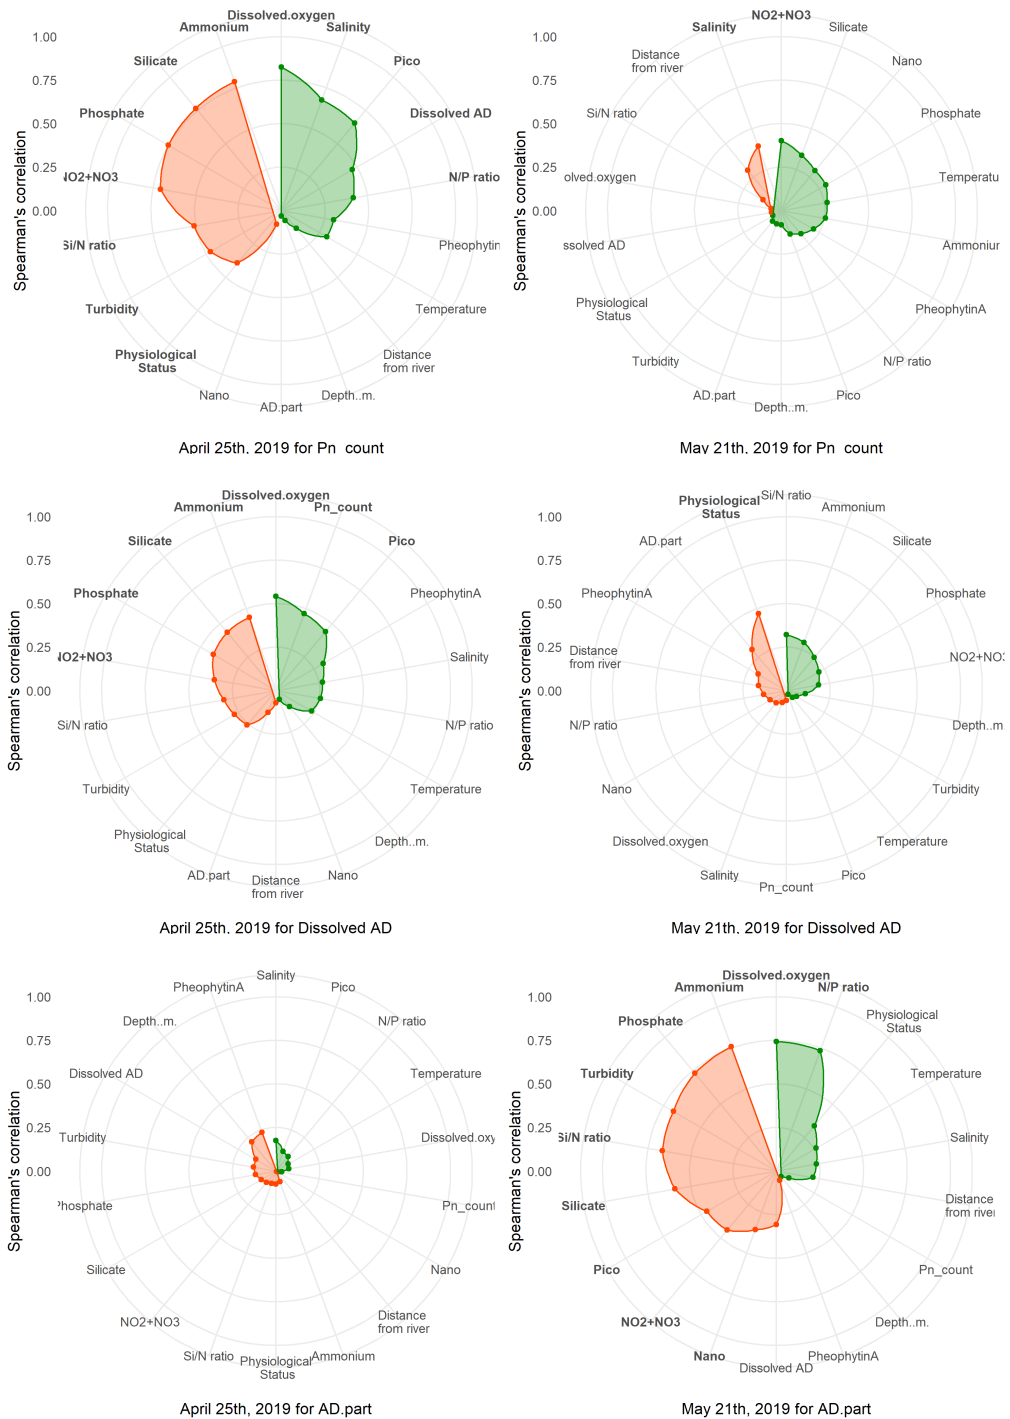 Dissolved.oxygen
Ammonium
Salinity
1.00
Silicate
Pico
0.75
Phosphate
Dissolved AD
0.50
0.25
NO2+NO3
N/P ratio
0.00
Si/N ratio
Pheophytin
Turbidity
Temperature
Physiological
Status
Distance
from river
Nano
Depth..m.
AD.part
Spearman's correlation
April 25th, 2019 for Pn_count
NO2+NO3
Salinity
Silicate
1.00
Distance
from river
Nano
0.75
Si/N ratio
Phosphate
0.50
0.25
olved.oxygen
Temperatu
0.00
ssolved AD
Ammoniur
Physiological
Status
PheophytinA
Turbidity
N/P ratio
AD.part
Pico
Depth..m.
Spearman's correlation
May 21th, 2019 for Pn_count
Dissolved.oxygen
Ammonium
Pn_count
1.00
Silicate
Pico
0.75
Phosphate
PheophytinA
0.50
0.25
NO2+NO3
Salinity
0.00
Si/N ratio
N/P ratio
Turbidity
Temperature
Physiological
Status
Depth..m.
AD.part
Nano
Distance
from river
Spearman's correlation
April 25th, 2019 for Dissolved AD
Si/N ratio
Physiological
Status
Ammonium
1.00
AD.part
Silicate
0.75
PheophytinA
Phosphate
0.50
0.25
Distance
from river
NO2+NO3
0.00
N/P ratio
Depth..m
Nano
Turbidity
Dissolved.oxygen
Temperature
Salinity
Pico
Pn_count
Spearman's correlation
May 21th, 2019 for Dissolved AD
Salinity
PheophytinA
Pico
1.00
Depth..m.
N/P ratio
0.75
Dissolved AD
Temperature
0.50
0.25
Turbidity
Dissolved.oxy
0.00
Phosphate
Pn_count
Silicate
Nano
NO2+NO3
Distance
from river
Si/N ratio
Ammonium
Physiological
Status
Spearman's correlation
April 25th, 2019 for AD.part
Dissolved.oxygen
Ammonium
N/P ratio
1.00
Phosphate
Physiological
Status
0.75
Turbidity
Temperature
0.50
0.25
Si/N ratio
Salinity
0.00
Silicate
Distance
from river
Pico
Pn_count
NO2+NO3
Depth..m.
Nano
PheophytinA
Dissolved AD
Spearman's correlation
May 21th, 2019 for AD.part